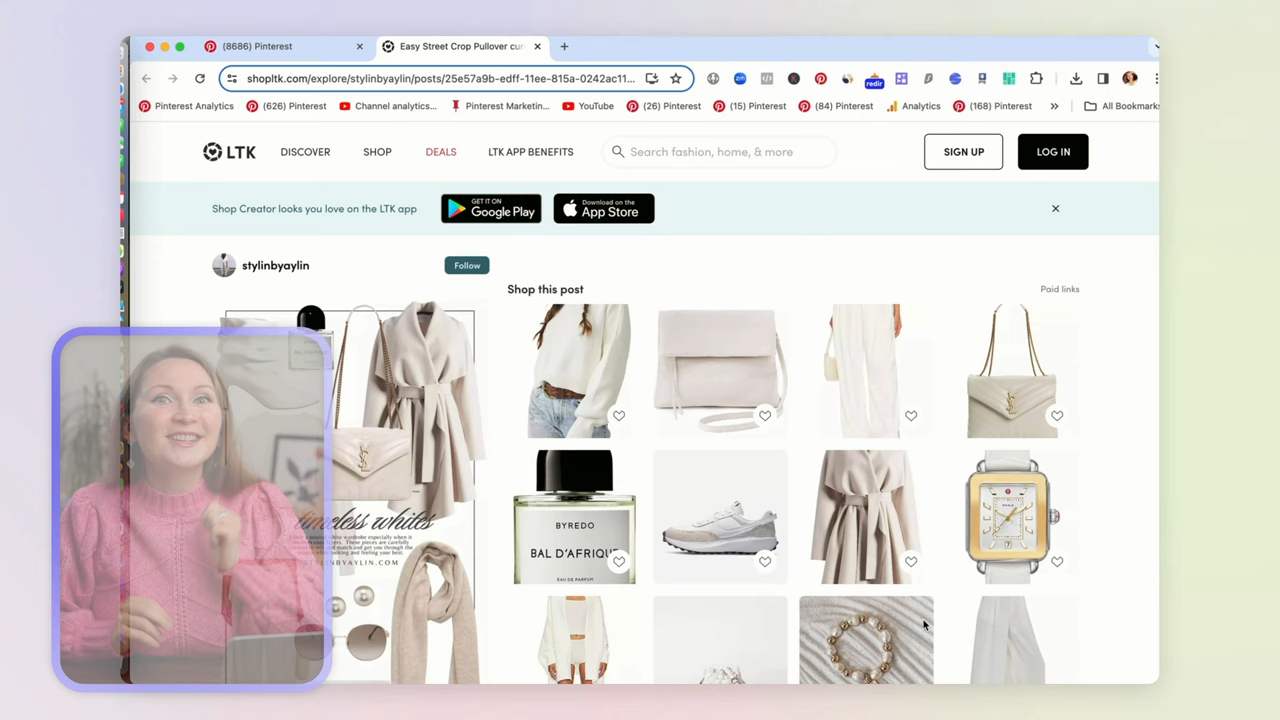 (8686) Pinterest
Easy Street Crop Pullover cur
shopltk.com/explore/stylinbyaylin/posts/25e57a9b-edff-11ee-815a-0242ac11...
redir
Pinterest Analytics
(626) Pinterest
Channel analytics...
Pinterest Marketin...
YouTube
(26) Pinterest
(15) Pinterest
(84) Pinterest
Analytics
(168) Pinterest
All Bookmarks
LTK
DISCOVER
SHOP
DEALS
LTK APP BENEFITS
Search fashion, home, & more
SIGN UP
LOG IN
Shop Creator looks you love on the LTK app
GET IT ON
Google Play
Download on the
App Store
stylinbyaylin
Follow
Shop this post
Paid links
BYREDO
BAL D'AFRIQUE
EAU DE PARFUM
timeless whites